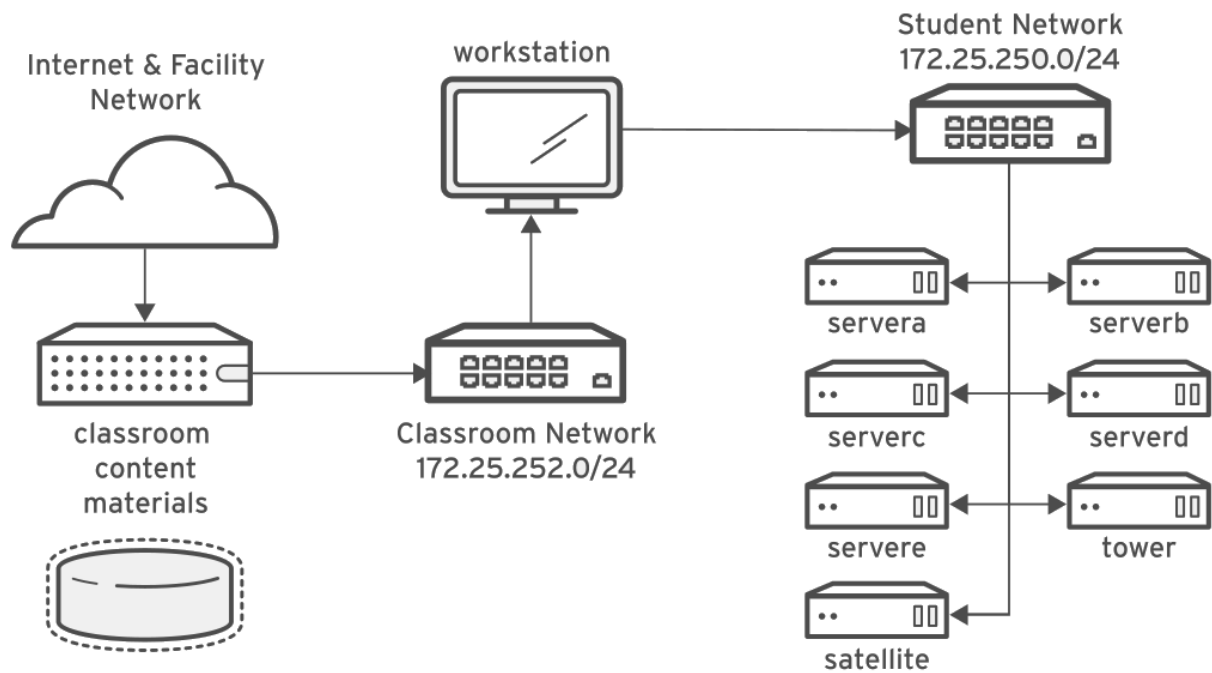 Internet & Facility
Network
workstation
Student Network
172.25.250.0/24
classroom
content
materials
Classroom Network
172.25.252.0/24
servera
serverb
serverc
serverd
servere
tower
satellite